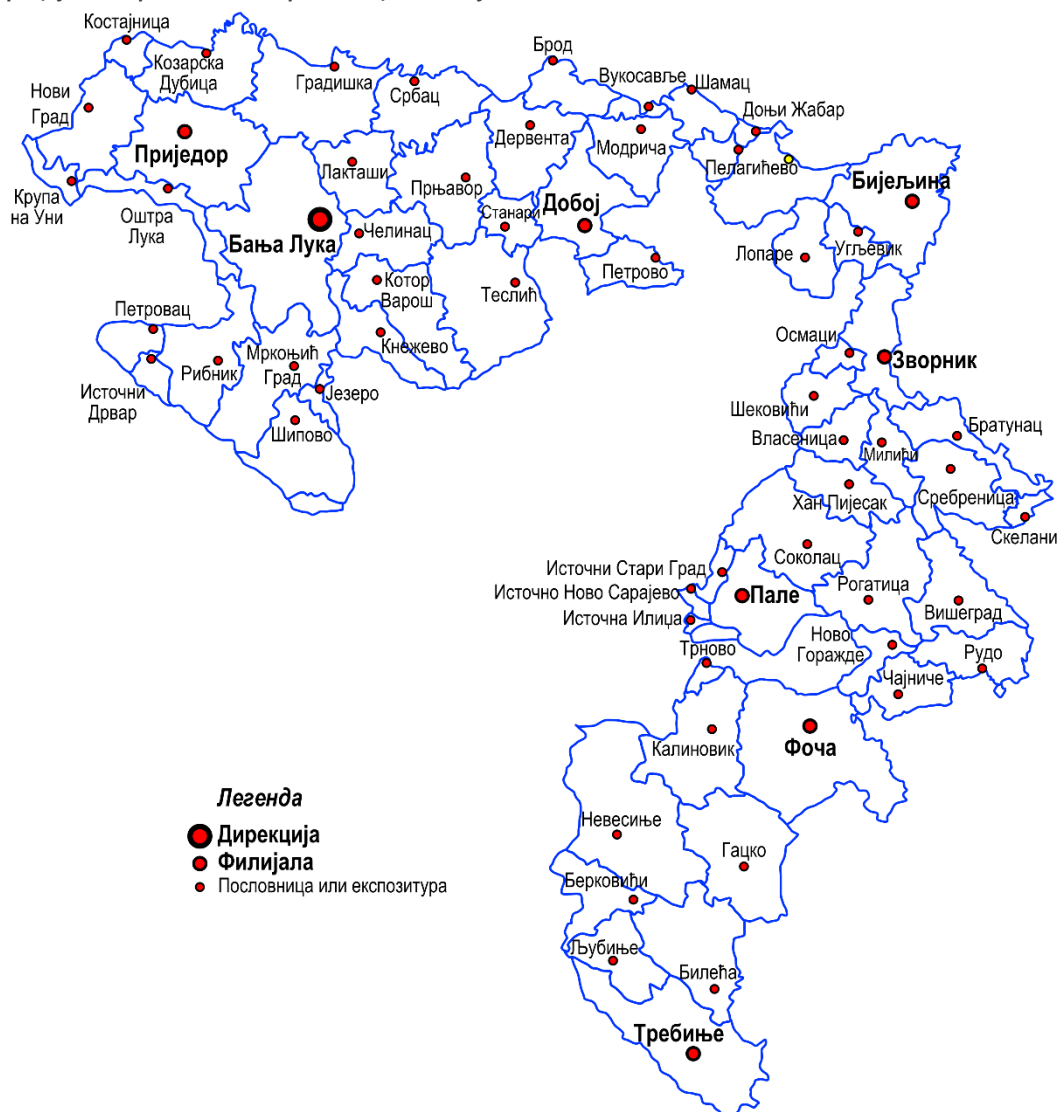 Костајница
Козарска
Дубица
Градишка
Србац
Брод
Вукосавље
Шамац
Доњи Жабар
Нови
Град
Приједор
Лакташи
Дервента
Модрича
Пелагићево
Бијељина
Крупа
на Уни
Оштра
Лука
Бања Лука
Прњавор
Станари
Добој
Челинац
Петрово
Лопаре
Угљевик
Котор
Варош
Теслић
Петровац
Рибник
Мркоњић
Град
Кнежево
Источни
Дрвар
Језеро
Шипово
Осмаци
Зворник
Шековићи
Братунац
Власеница
Милићи
Хан Пијесак
Сребреница
Скелани
Соколац
Источни Стари Град
Источно Ново Сарајево
Пале
Рогатица
Вишеград
Источна Илиџа
Ново
Горажде
Трново
Рудо
Чајниче
Калиновик
Фоча
Легенда
Дирекција
Филијала
Пословница или експозитура
Невесиње
Гацко
Берковићи
Љубиње
Билећа
Требиње